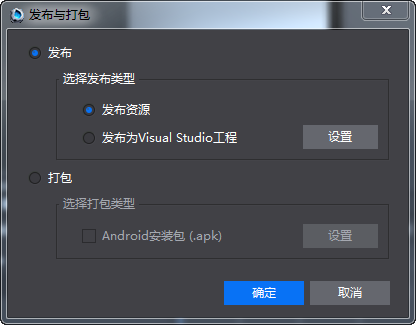 发布与打包
发布
选择发布类型
发布资源
发布为Visual Studio工程
设置
打包
选择打包类型
Android安装包 (.apk)
设置
确定
取消